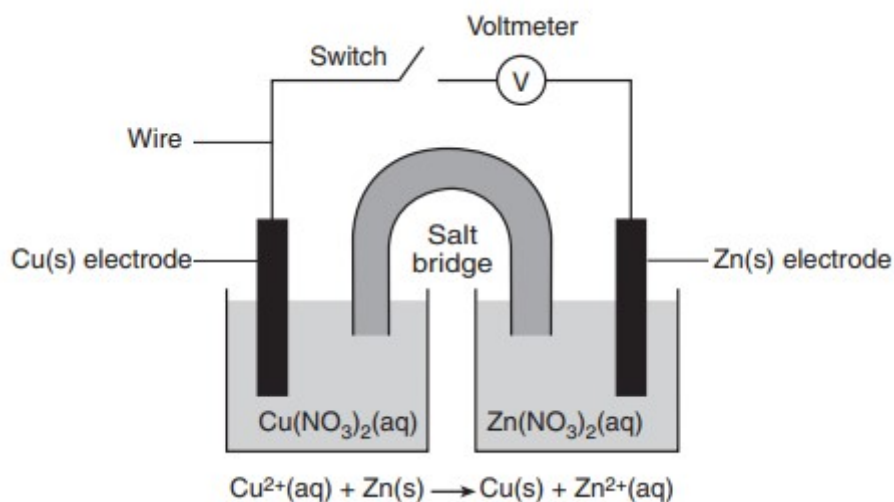 Voltmeter
Switch
V
Wire
Cu(s) electrode
Salt
bridge
Zn(s) electrode
Cu(NO₃)₂(aq)
Zn(NO₃)₂(aq)
Cu²⁺(aq) + Zn(s) ⟶ Cu(s) + Zn²⁺(aq)